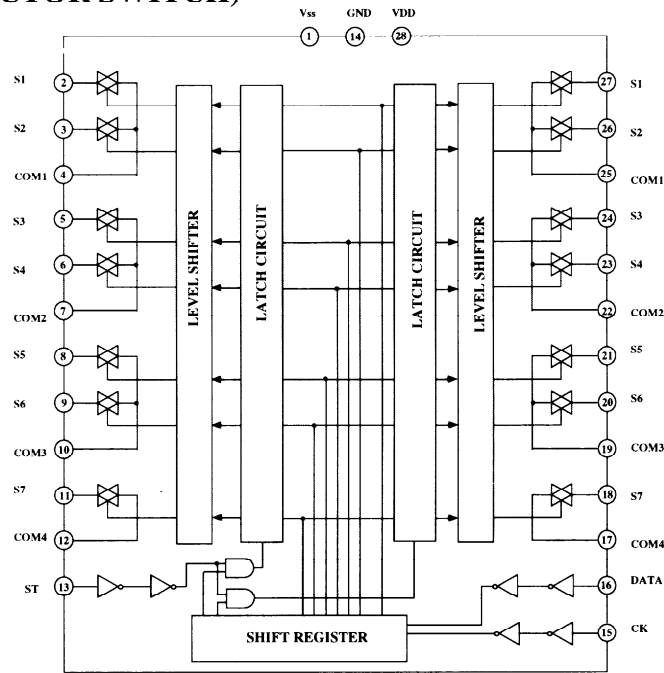 CTOR SWITCH)
Vss GND VDD
1 14 28
S1 2 27 S1
S2 3 26 S2
COM1 4 25 COM1
S3 5 24 S3
S4 6 23 S4
COM2 7 22 COM2
S5 8 21 S5
S6 9 20 S6
COM3 10 19 COM3
S7 11 18 S7
COM4 12 17 COM4
LEVEL SHIFTER
LATCH CIRCUIT
LATCH CIRCUIT
LEVEL SHIFTER
ST 13 16 DATA
SHIFT REGISTER 15 CK